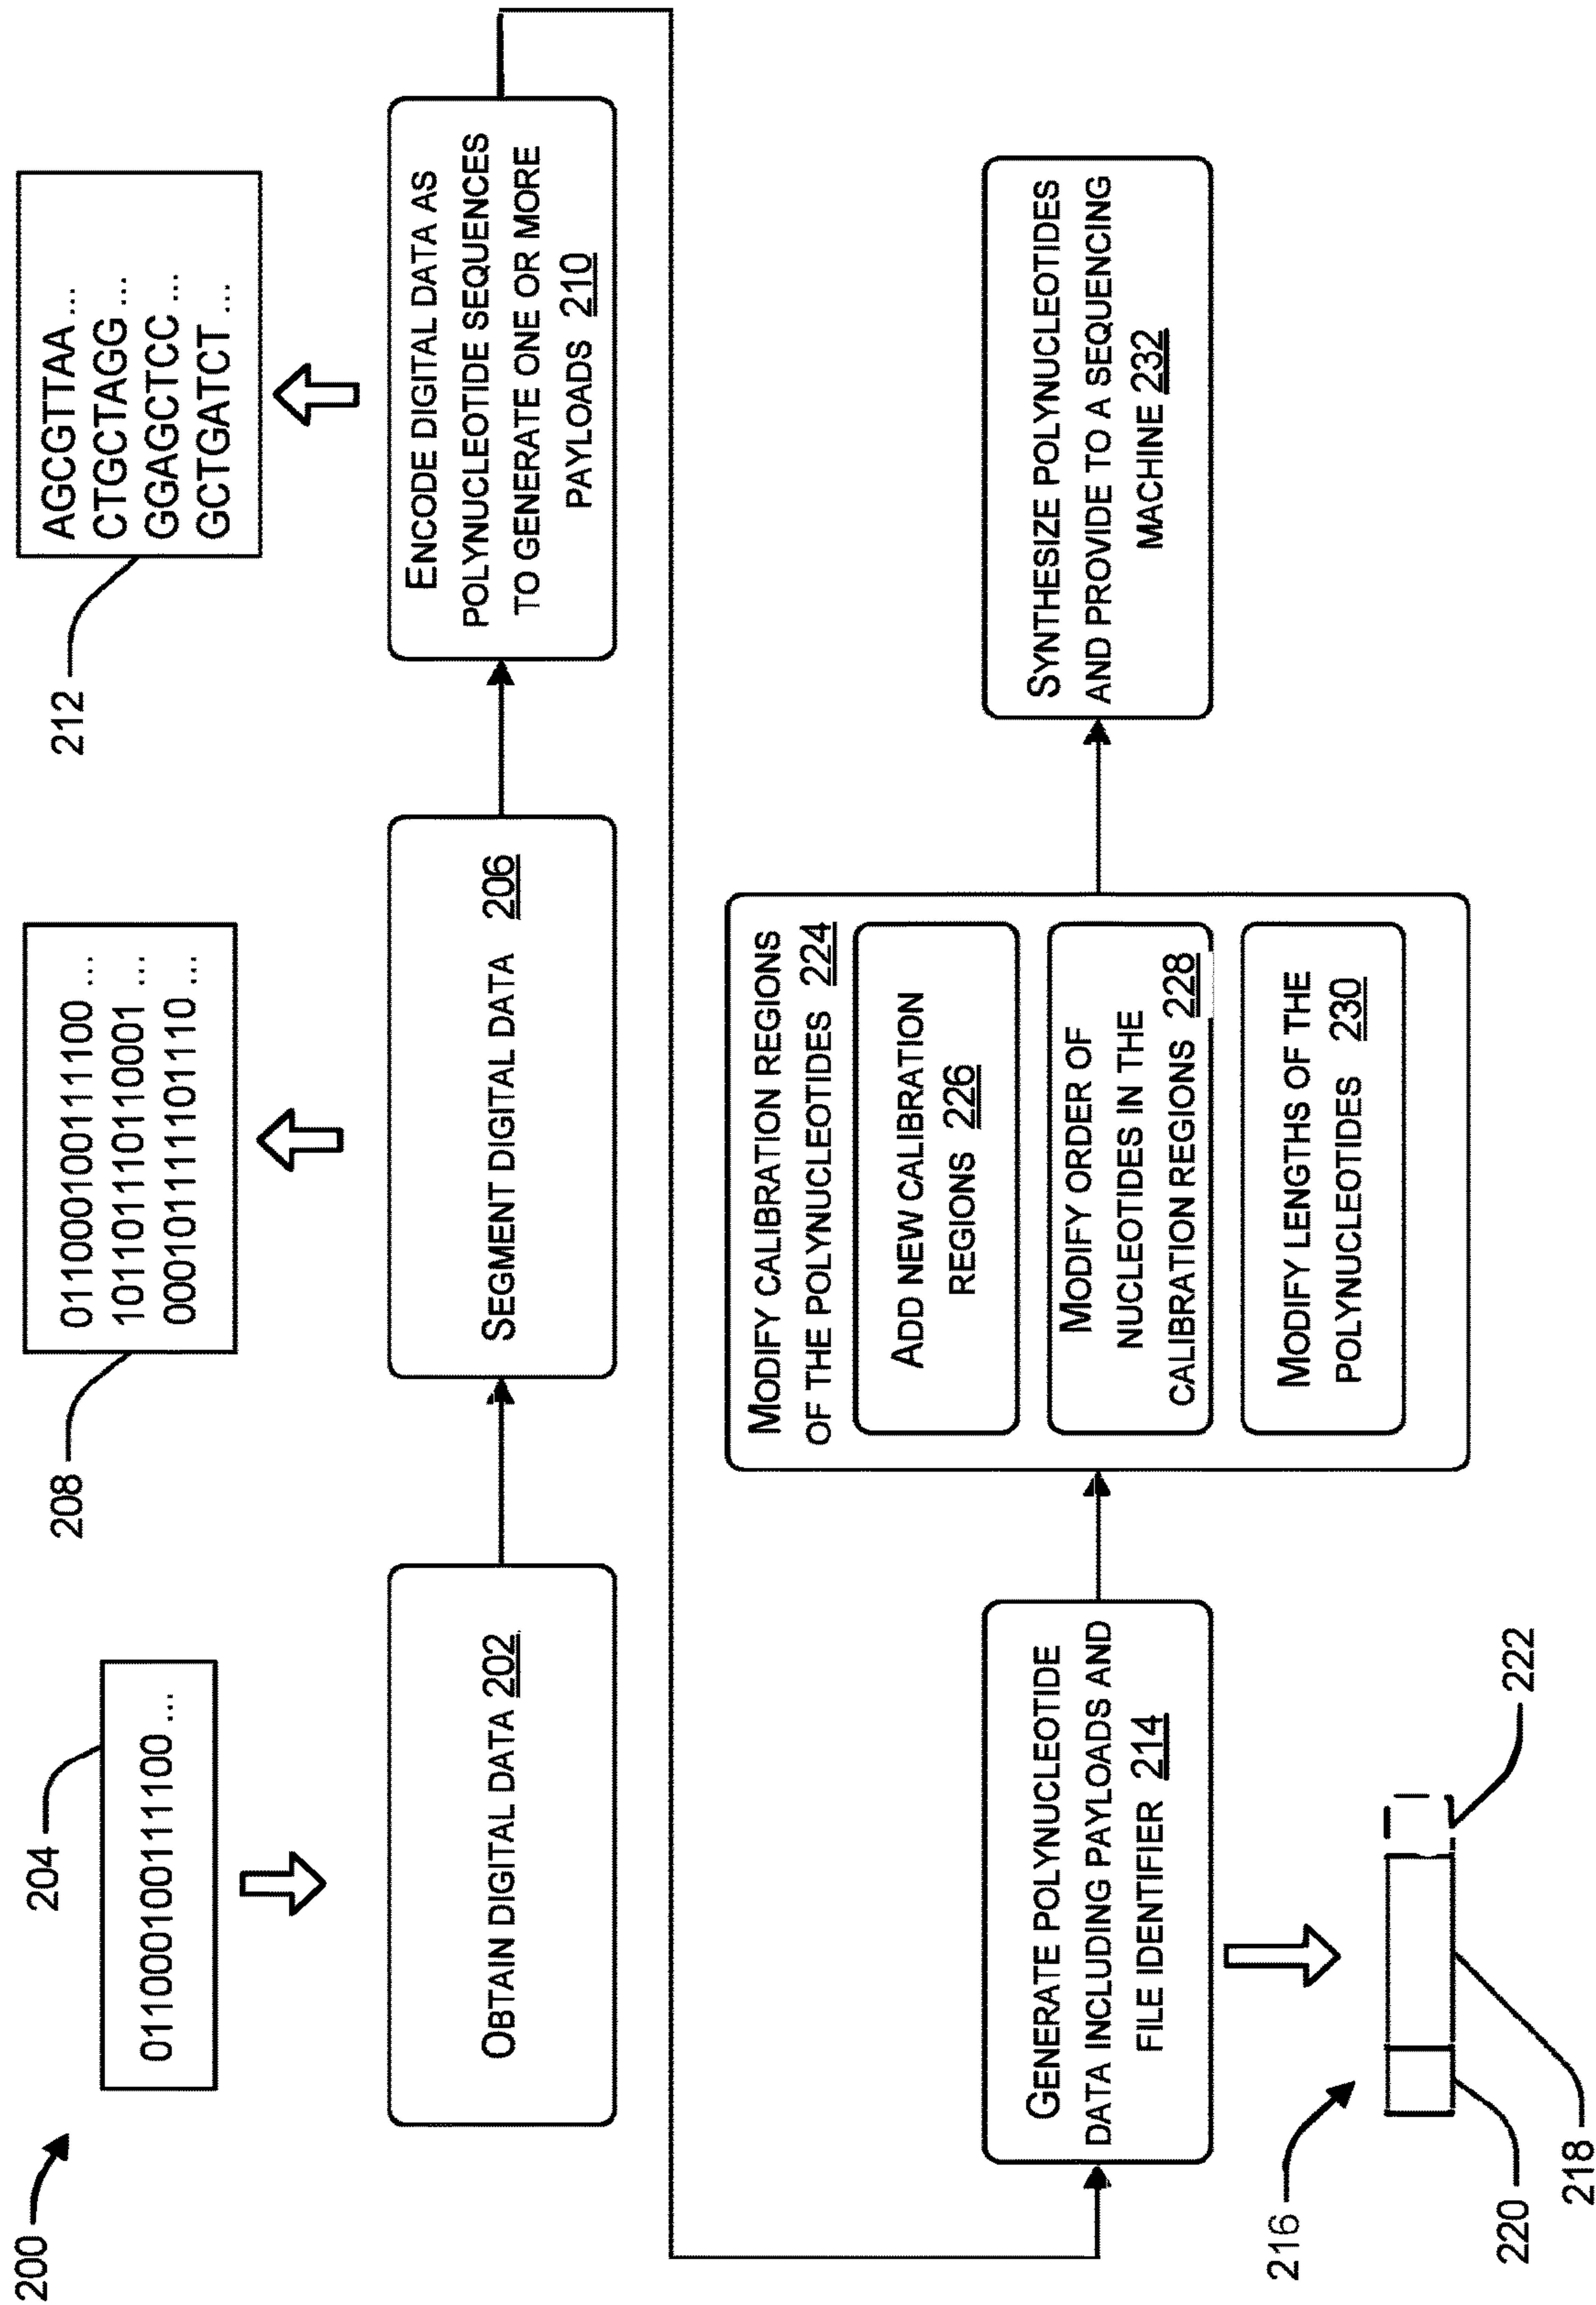 200
204
011000100111100...
OBTAIN DIGITAL DATA 202
208
011000100111100...
101101110110001 ...
0001011111101110...
SEGMENT DIGITAL DATA 206
212
AGCGTTAA...
CTGCTAGG...
GGAGCTCC...
GCTGATCT...
ENCODE DIGITAL DATA AS
POLYNUCLEOTIDE SEQUENCES
TO GENERATE ONE OR MORE
PAYLOADS 210
GENERATE POLYNUCLEOTIDE
DATA INCLUDING PAYLOADS AND
FILE IDENTIFIER 214
216
220
218
222
MODIFY CALIBRATION REGIONS
OF THE POLYNUCLEOTIDES 224
ADD NEW CALIBRATION
REGIONS 226
MODIFY ORDER OF
NUCLEOTIDES IN THE
CALIBRATION REGIONS 228
MODIFY LENGTHS OF THE
POLYNUCLEOTIDES 230
SYNTHESIZE POLYNUCLEOTIDES
AND PROVIDE TO A SEQUENCING
MACHINE 232